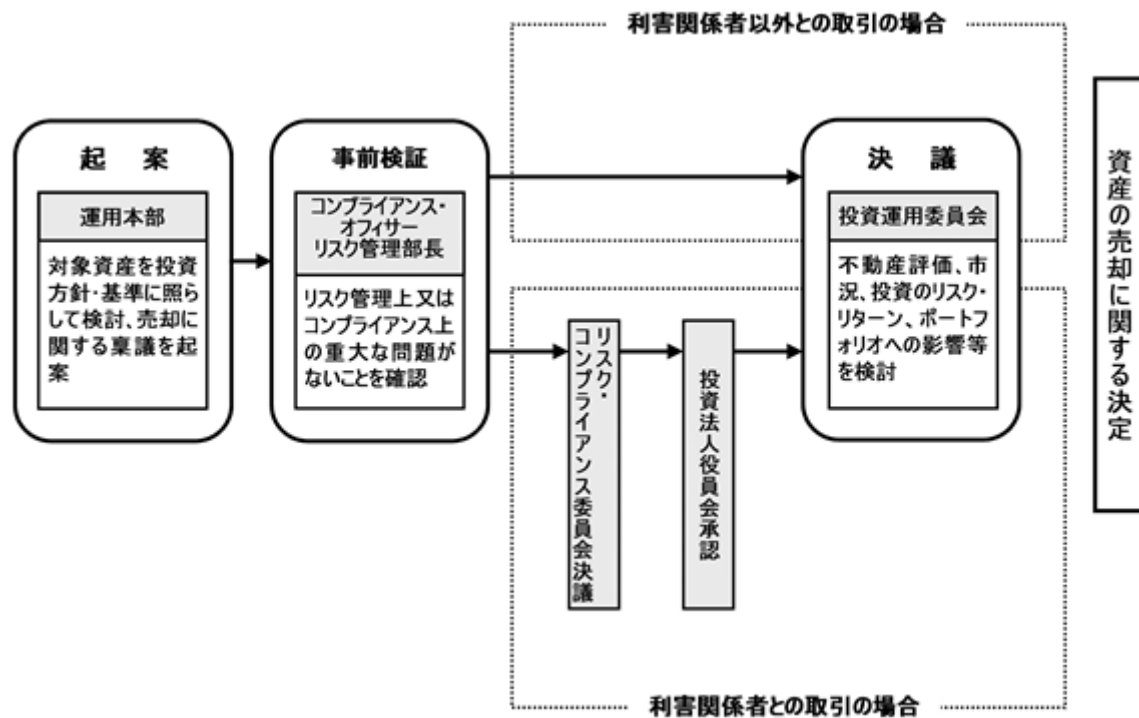 利害関係者以外との取引の場合
起 案
運用本部
対象資産を投資
方針・基準に照ら
して検討、売却に
関する稟議を起
案
事前検証
コンプライアンス・
オフィサー
リスク管理部長
リスク管理上又は
コンプライアンス上
の重大な問題が
ないことを確認
リスク・
コンプライアンス委員会決議
投資法人役員会承認
決 議
投資運用委員会
不動産評価、市
況、投資のリスク・
リターン、ポートフ
ォリオへの影響等
を検討
資産の売却に関する決定
利害関係者との取引の場合